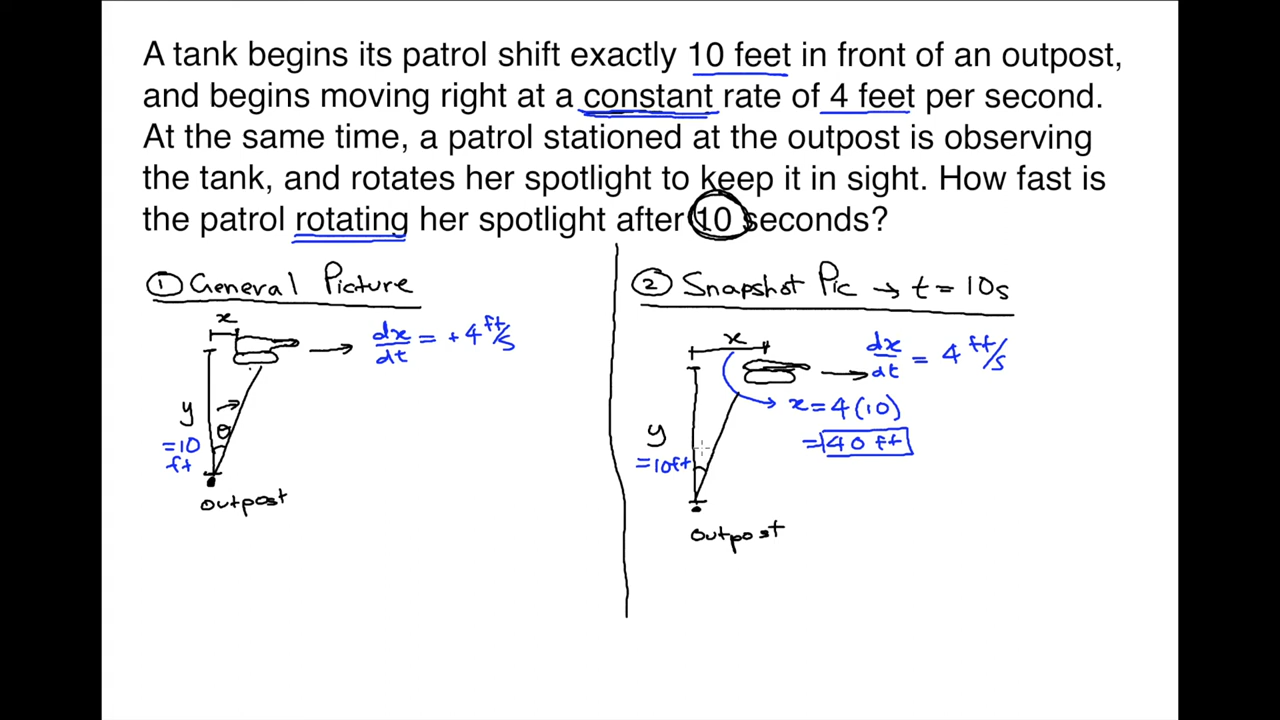 A tank begins its patrol shift exactly 10 feet in front of an outpost,
and begins moving right at a constant rate of 4 feet per second.
At the same time, a patrol stationed at the outpost is observing
the tank, and rotates her spotlight to keep it in sight. How fast is
the patrol rotating her spotlight after 10 seconds?
① General Picture
x
dx/dt = +4 ft/s
y
θ
=10
ft
outpost
② Snapshot Pic → t = 10s
x
dx/dt = 4 ft/s
x = 4(10)
= 40 ft
y
=10ft
outpost